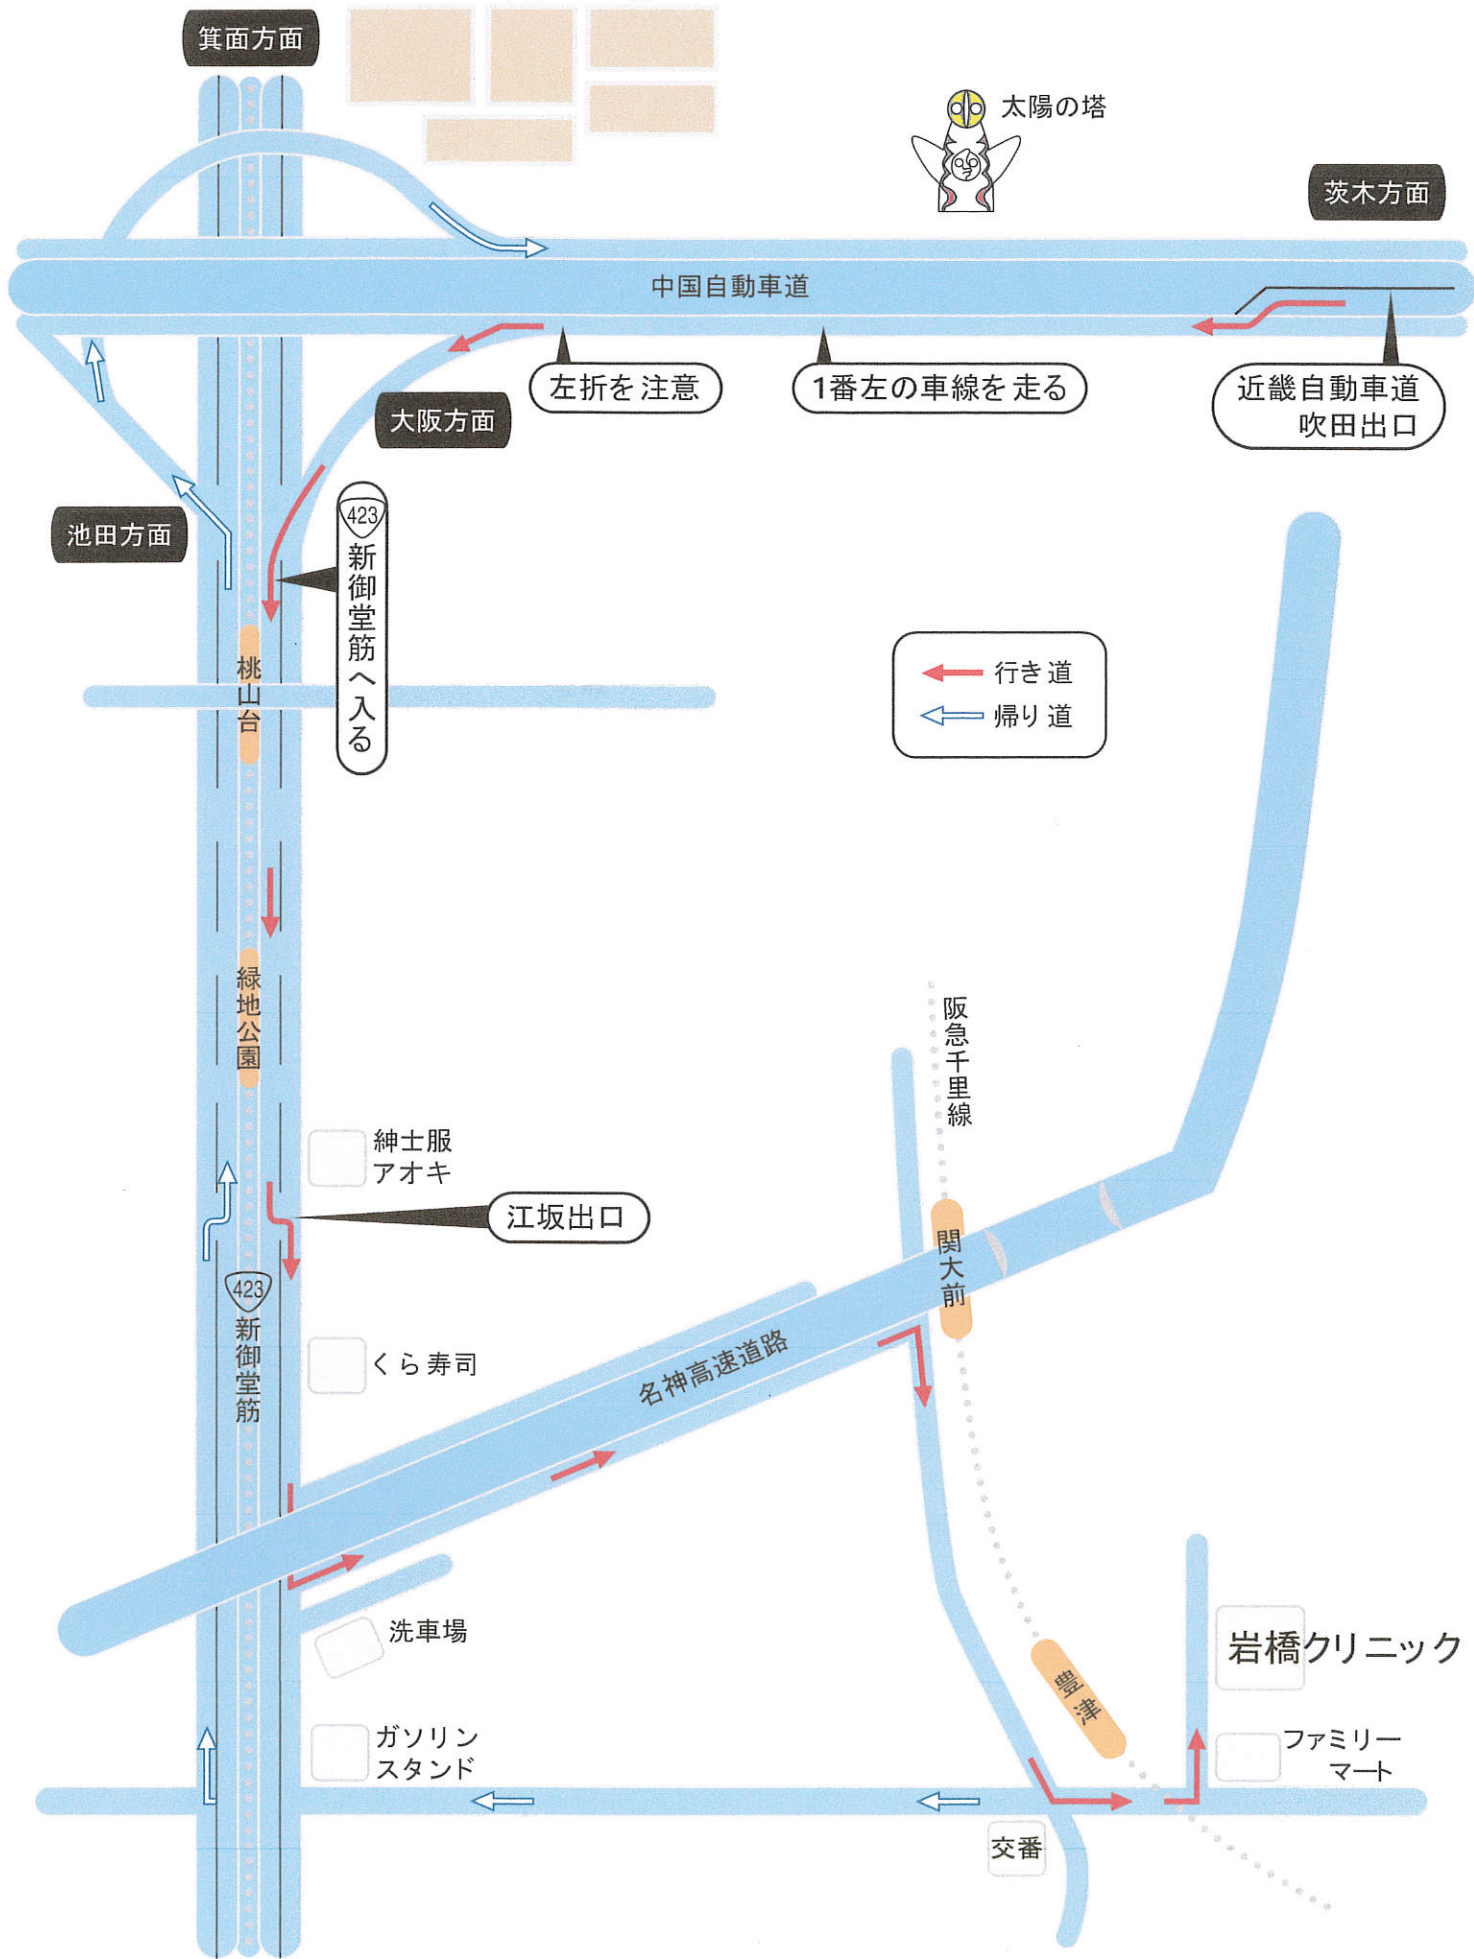 箕面方面
太陽の塔
茨木方面
中国自動車道
左折を注意
1番左の車線を走る
近畿自動車道
吹田出口
大阪方面
池田方面
423
新御堂筋へ入る
行き道
帰り道
桃山台
緑地公園
阪急千里線
紳士服
アオキ
江坂出口
関大前
423
新御堂筋
くら寿司
名神高速道路
洗車場
岩橋クリニック
豊津
ガソリン
スタンド
ファミリー
マート
交番